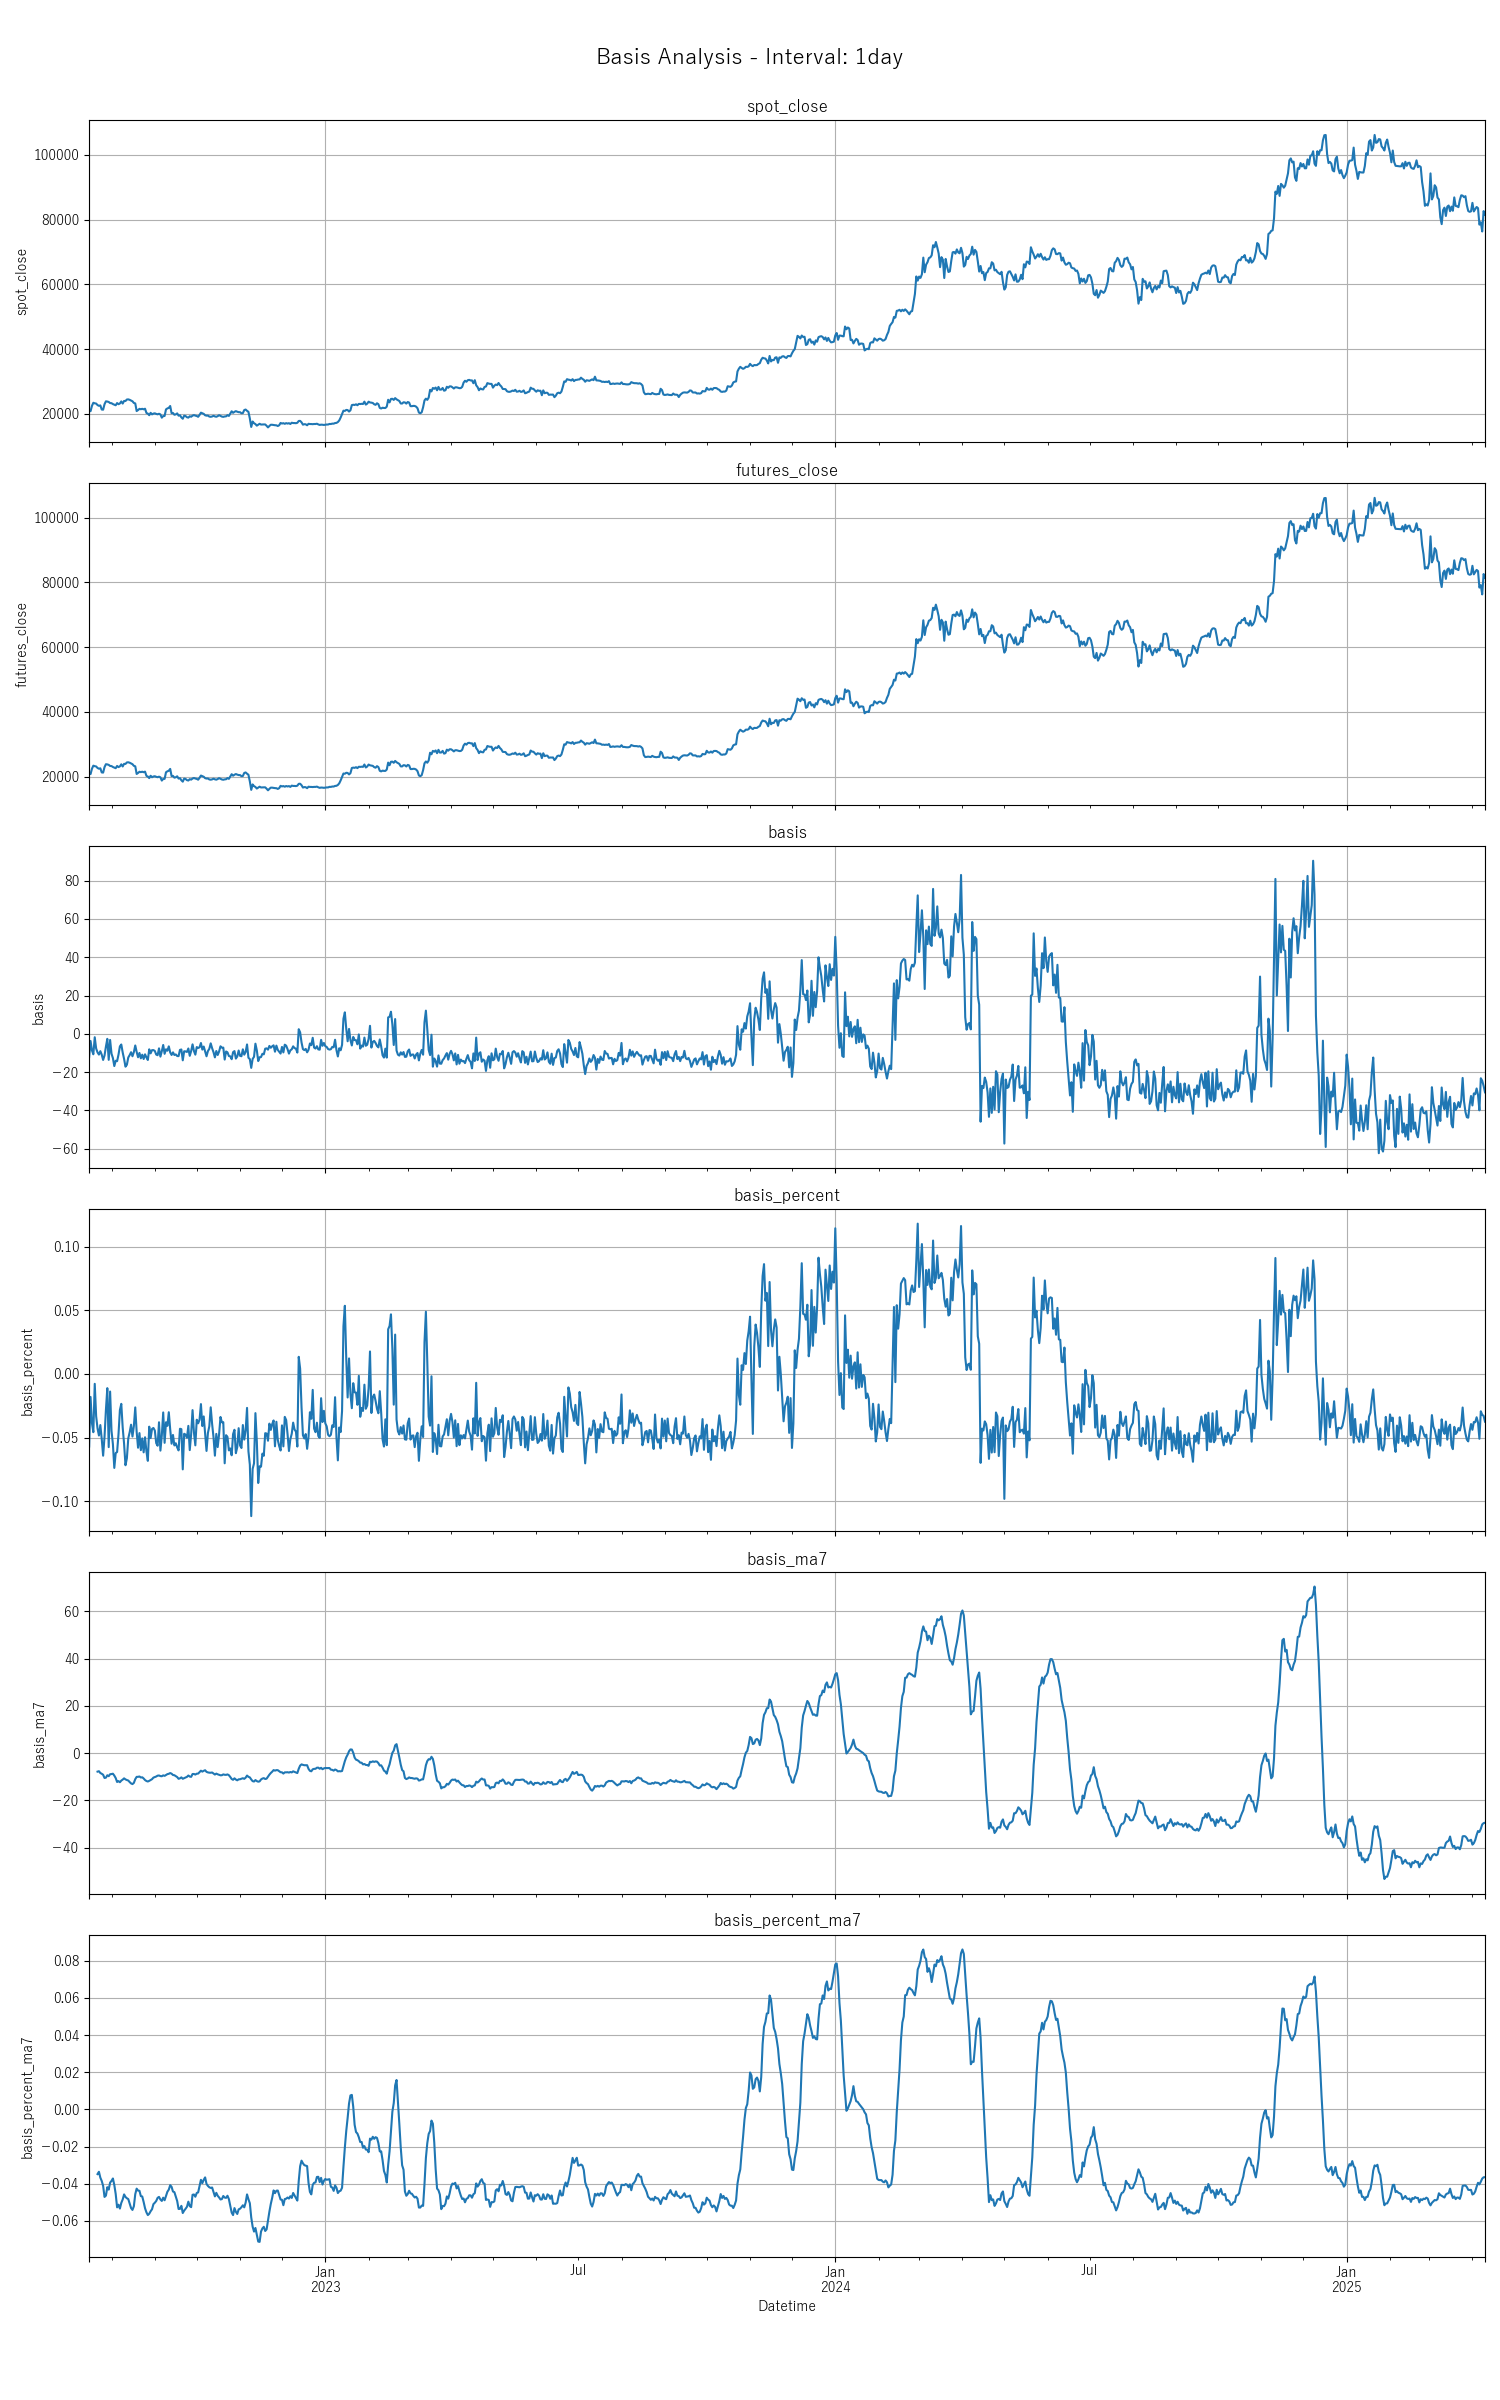 Basis Analysis - Interval: 1day
spot_close
100000
80000
60000
40000
20000
spot_close
futures_close
100000
80000
60000
40000
20000
futures_close
basis
80
60
40
20
0
−20
−40
−60
basis
basis_percent
0.10
0.05
0.00
−0.05
−0.10
basis_percent
basis_ma7
60
40
20
0
−20
−40
basis_ma7
basis_percent_ma7
0.08
0.06
0.04
0.02
0.00
−0.02
−0.04
−0.06
basis_percent_ma7
Jan Jul Jan Jul Jan
2023 2024 2025
Datetime